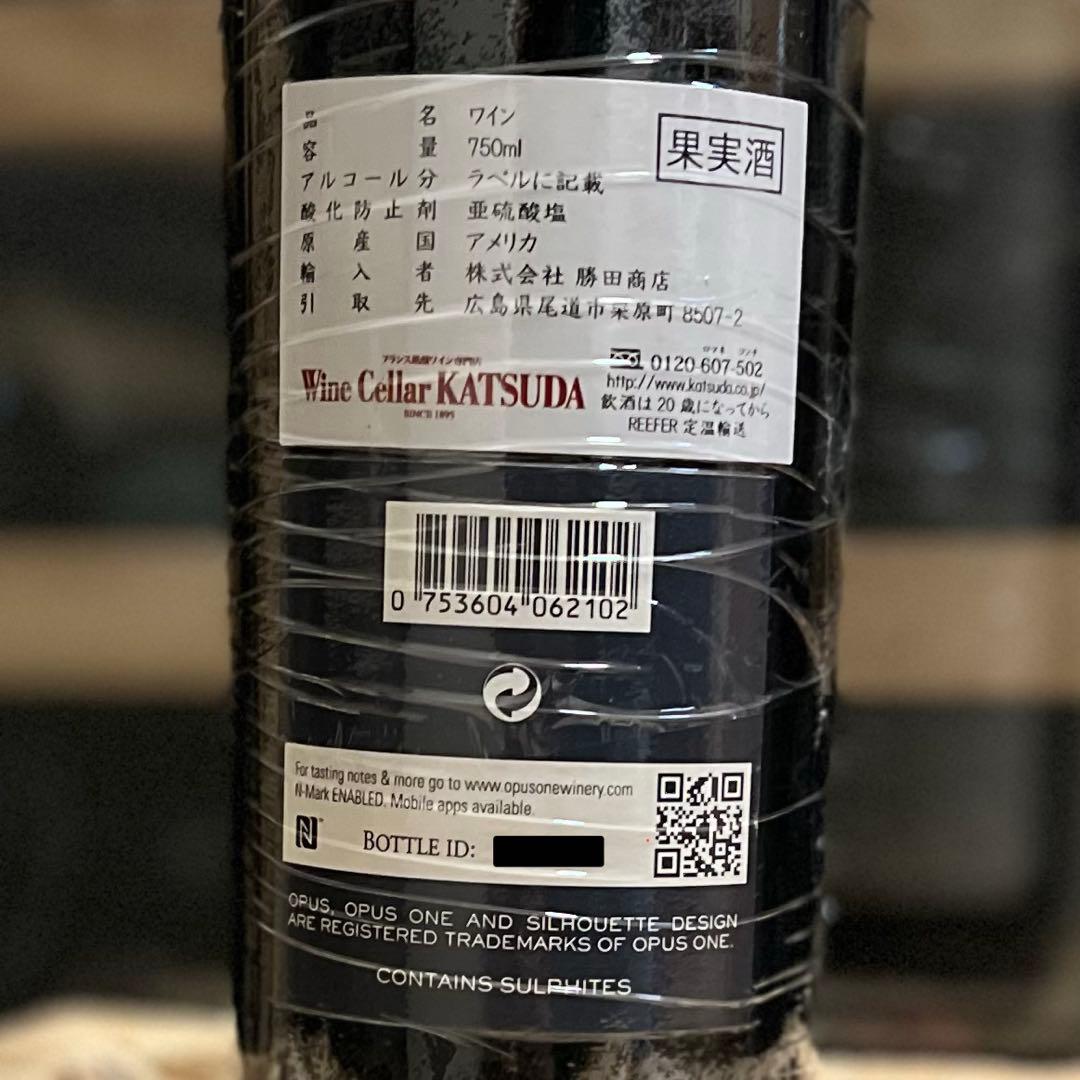 品名 ワイン
果実酒
容量 750ml
アルコール分 ラベルに記載
酸化防止剤 亜硫酸塩
原産国 アメリカ
輸入者 株式会社 勝田商店
引取先 広島県尾道市栗原町 8507-2
フランス高級ワイン専門店
Wine Cellar KATSUDA
SINCE 1895
0120-607-502
http://www.katsuda.co.jp/
飲酒は20歳になってから
REEFER 定温輸送
0 753604 062102
For tasting notes & more go to www.opusonewinery.com
N-Mark ENABLED. Mobile apps available.
BOTTLE ID:
OPUS, OPUS ONE AND SILHOUETTE DESIGN
ARE REGISTERED TRADEMARKS OF OPUS ONE.
CONTAINS SULPHITES